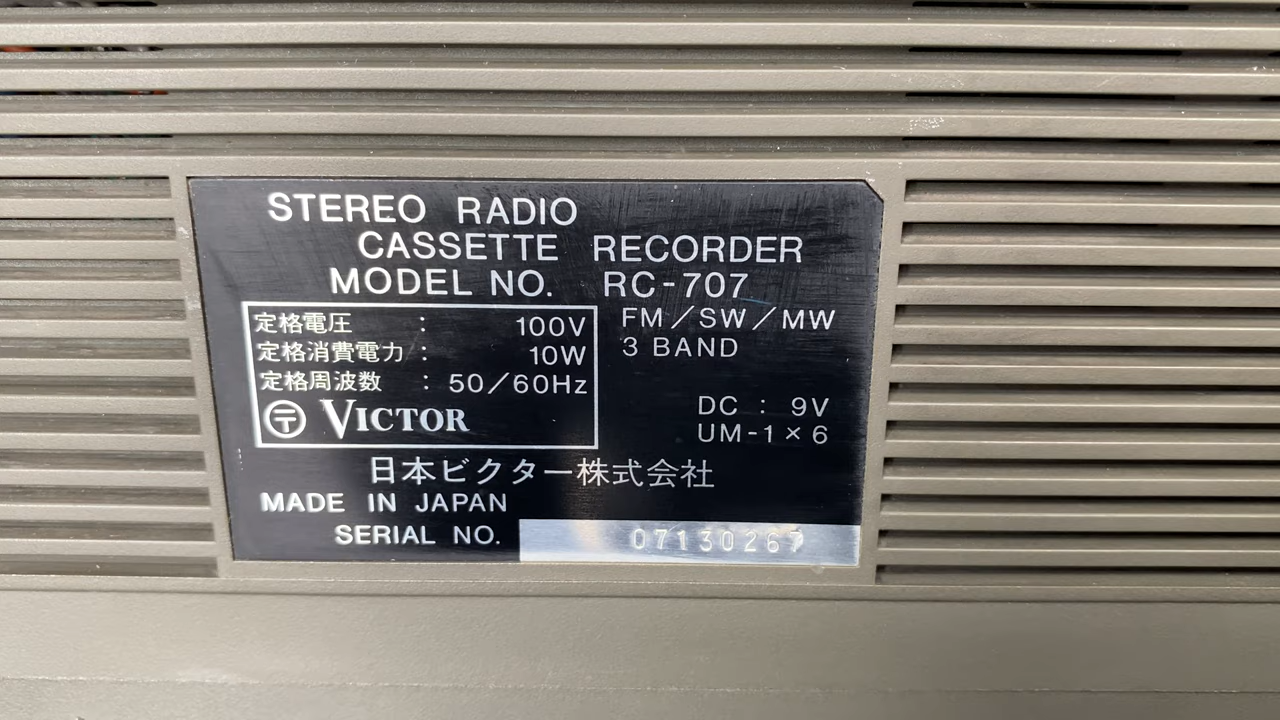 STEREO RADIO
CASSETTE RECORDER
MODEL NO. RC-707
定格電圧 : 100V
定格消費電力 : 10W
定格周波数 : 50/60Hz
〶 VICTOR
FM/SW/MW
3 BAND
DC : 9V
UM-1×6
日本ビクター株式会社
MADE IN JAPAN
SERIAL NO. 07130267